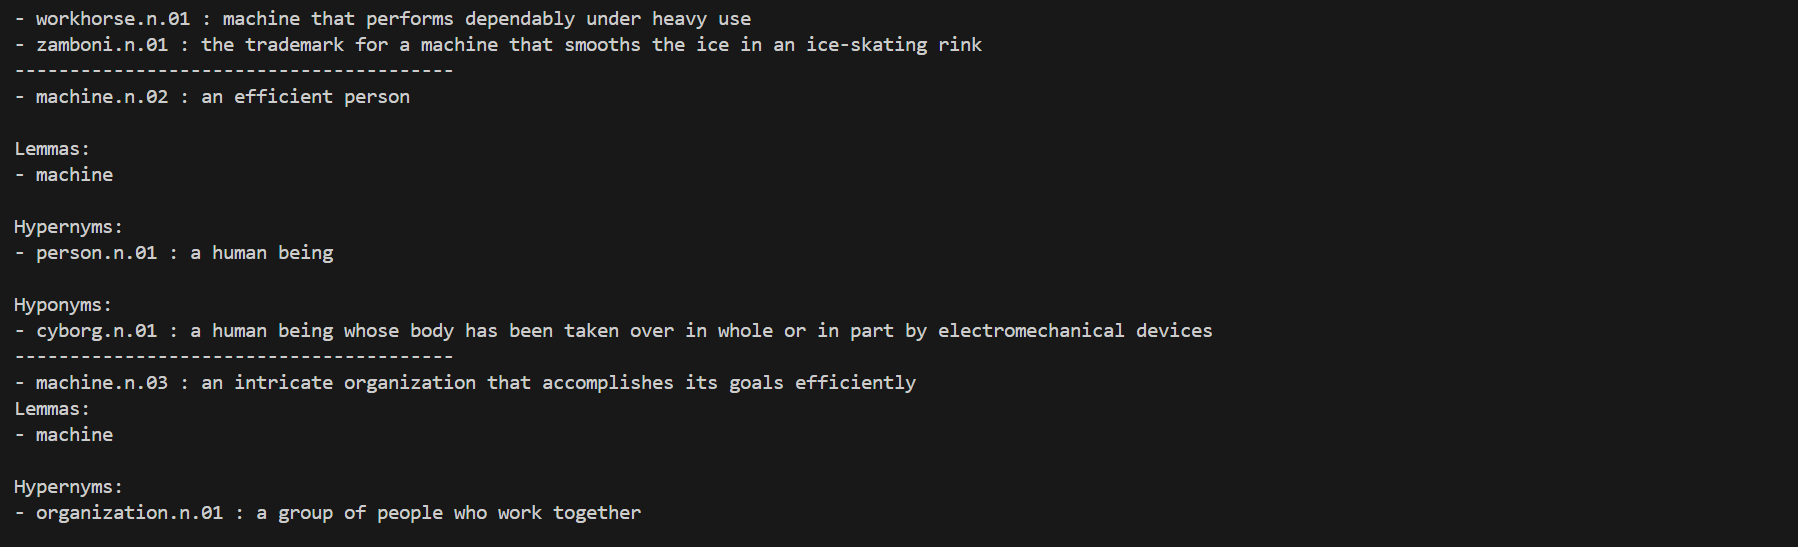 - workhorse.n.01 : machine that performs dependably under heavy use
- zamboni.n.01 : the trademark for a machine that smooths the ice in an ice-skating rink
----------------------------------------
- machine.n.02 : an efficient person
Lemmas:
- machine
Hypernyms:
- person.n.01 : a human being
Hyponyms:
- cyborg.n.01 : a human being whose body has been taken over in whole or in part by electromechanical devices
----------------------------------------
- machine.n.03 : an intricate organization that accomplishes its goals efficiently
Lemmas:
- machine
Hypernyms:
- organization.n.01 : a group of people who work together